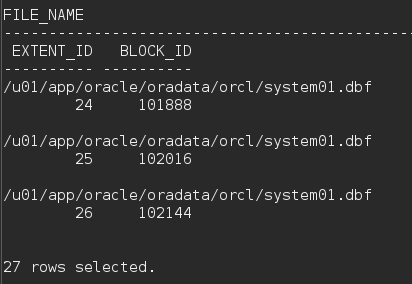 FILE_NAME
--------------------------------------------------
 EXTENT_ID   BLOCK_ID
---------- ----------
/u01/app/oracle/oradata/orcl/system01.dbf
        24     101888

/u01/app/oracle/oradata/orcl/system01.dbf
        25     102016

/u01/app/oracle/oradata/orcl/system01.dbf
        26     102144


27 rows selected.